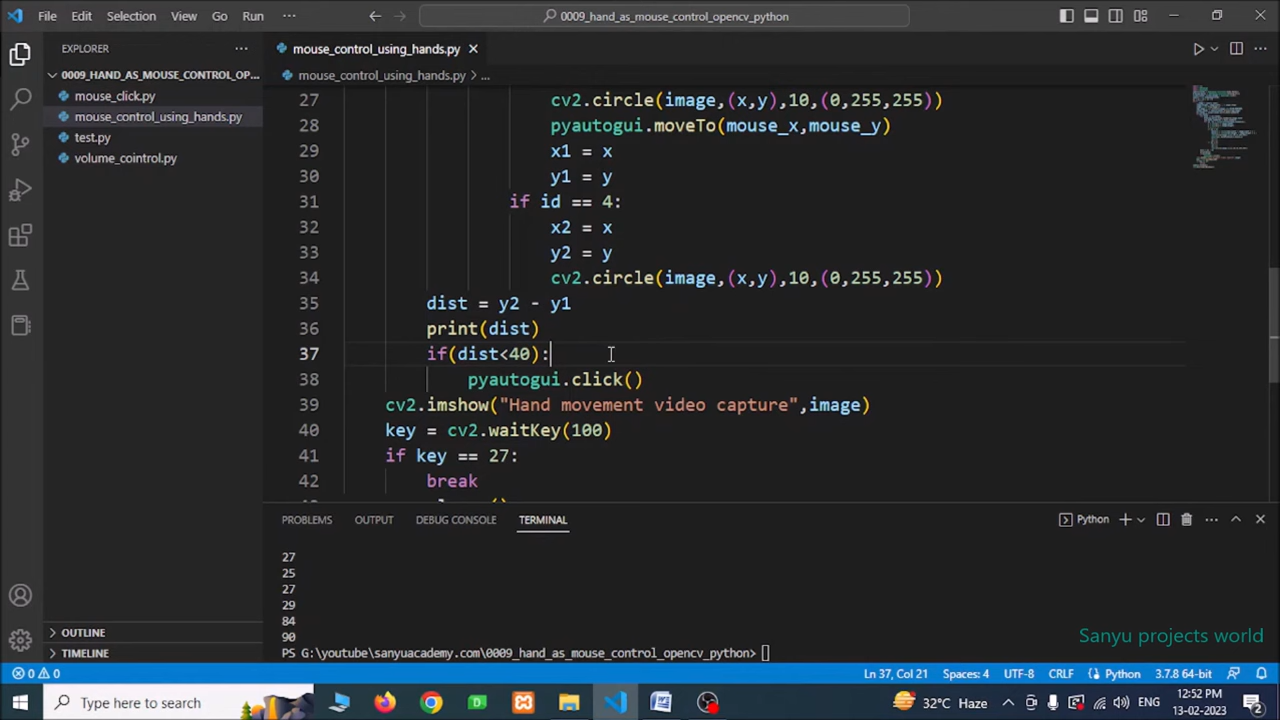 File Edit Selection View Go Run ··· 0009_hand_as_mouse_control_opencv_python
EXPLORER ···
mouse_control_using_hands.py
0009_HAND_AS_MOUSE_CONTROL_OP...
mouse_control_using_hands.py > ...
mouse_click.py
mouse_control_using_hands.py
test.py
volume_cointrol.py
27 cv2.circle(image,(x,y),10,(0,255,255))
28 pyautogui.moveTo(mouse_x,mouse_y)
29 x1 = x
30 y1 = y
31 if id == 4:
32 x2 = x
33 y2 = y
34 cv2.circle(image,(x,y),10,(0,255,255))
35 dist = y2 - y1
36 print(dist)
37 if(dist<40):
38 pyautogui.click()
39 cv2.imshow("Hand movement video capture",image)
40 key = cv2.waitKey(100)
41 if key == 27:
42 break
PROBLEMS OUTPUT DEBUG CONSOLE TERMINAL Python
27
25
27
29
84
90
PS G:\youtube\sanyuacademy.com\0009_hand_as_mouse_control_opencv_python>
Sanyu projects world
OUTLINE
TIMELINE
0 0 Ln 37, Col 21 Spaces: 4 UTF-8 CRLF Python 3.7.8 64-bit
Type here to search 32°C Haze 12:52 PM
13-02-2023 2